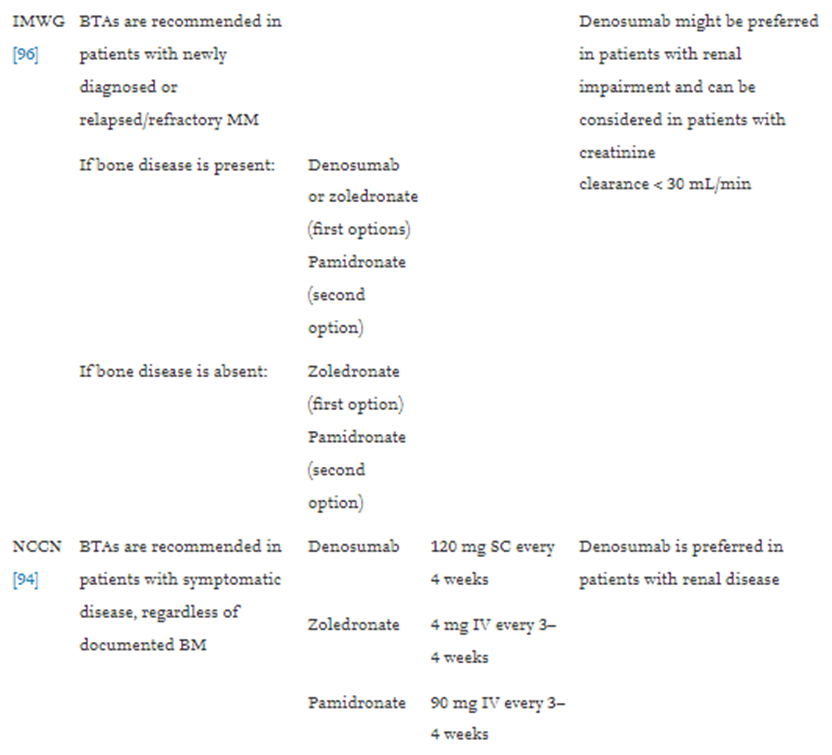 IMWG
[96]
BTAs are recommended in
patients with newly
diagnosed or
relapsed/refractory MM
Denosumab might be preferred
in patients with renal
impairment and can be
considered in patients with
creatinine
clearance < 30 mL/min
If bone disease is present:
Denosumab
or zoledronate
(first options)
Pamidronate
(second
option)
If bone disease is absent:
Zoledronate
(first option)
Pamidronate
(second
option)
NCCN
[94]
BTAs are recommended in
patients with symptomatic
disease, regardless of
documented BM
Denosumab
120 mg SC every
4 weeks
Denosumab is preferred in
patients with renal disease
Zoledronate
4 mg IV every 3–
4 weeks
Pamidronate
90 mg IV every 3–
4 weeks